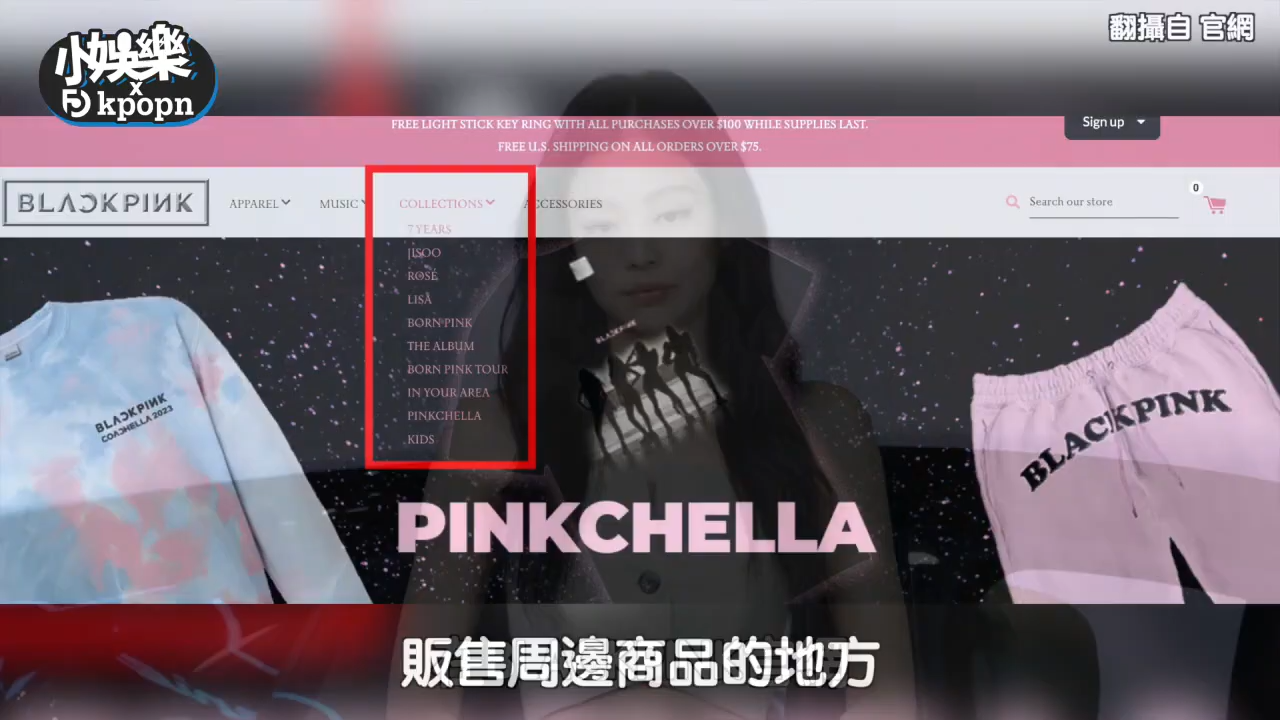 小娛樂
x
kpopn
翻攝自 官網
FREE LIGHT STICK KEY RING WITH ALL PURCHASES OVER $100 WHILE SUPPLIES LAST.
FREE U.S. SHIPPING ON ALL ORDERS OVER $75.
Sign up
BLACKPINK
APPAREL
MUSIC
COLLECTIONS
ACCESSORIES
Search our store
0
7 YEARS
JISOO
ROSÉ
LISA
BORN PINK
THE ALBUM
BORN PINK TOUR
IN YOUR AREA
PINKCHELLA
KIDS
BLACKPINK
BLACKPINK
COACHELLA 2023
BLACKPINK
PINKCHELLA
販售周邊商品的地方